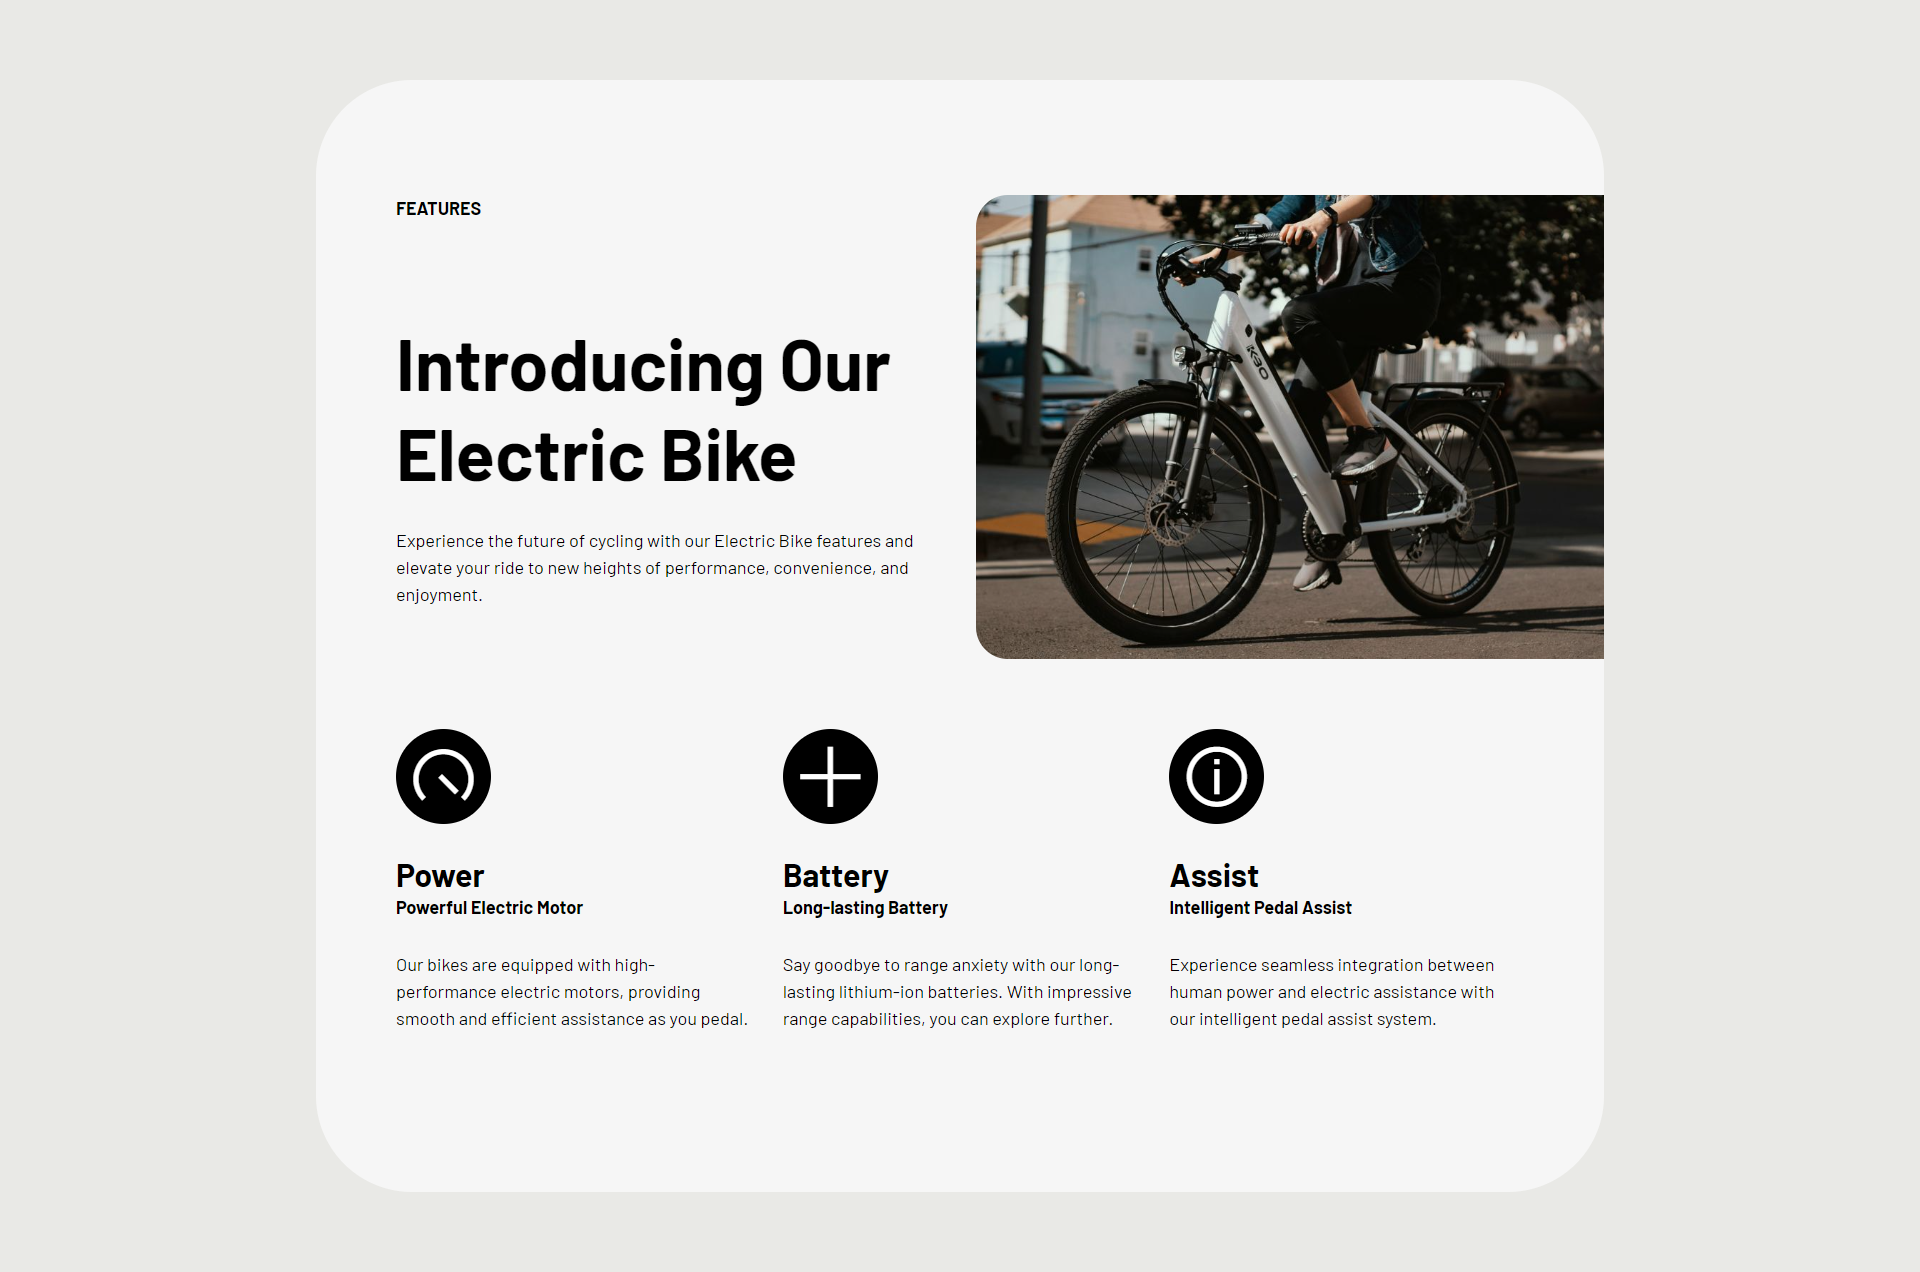 FEATURES
Introducing Our
Electric Bike
Experience the future of cycling with our Electric Bike features and
elevate your ride to new heights of performance, convenience, and
enjoyment.
Power
Powerful Electric Motor
Our bikes are equipped with high-
performance electric motors, providing
smooth and efficient assistance as you pedal.
Battery
Long-lasting Battery
Say goodbye to range anxiety with our long-
lasting lithium-ion batteries. With impressive
range capabilities, you can explore further.
Assist
Intelligent Pedal Assist
Experience seamless integration between
human power and electric assistance with
our intelligent pedal assist system.